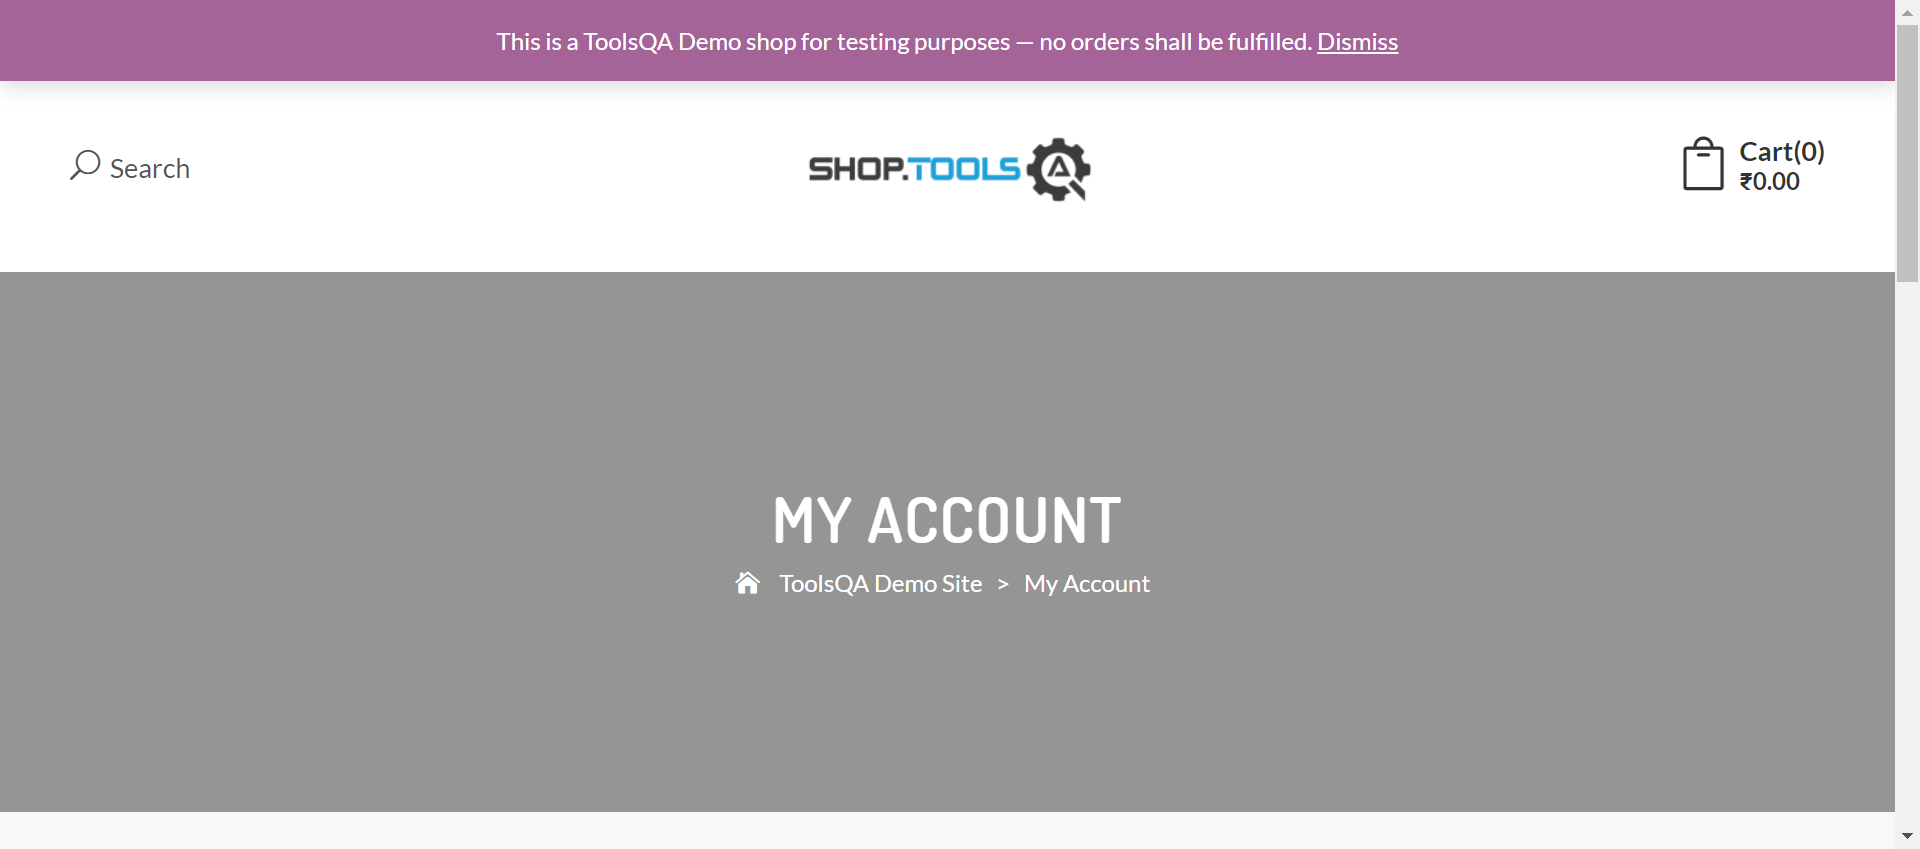 This is a ToolsQA Demo shop for testing purposes — no orders shall be fulfilled. Dismiss
Search
SHOP.TOOLS
Cart(0)
₹0.00
MY ACCOUNT
ToolsQA Demo Site > My Account